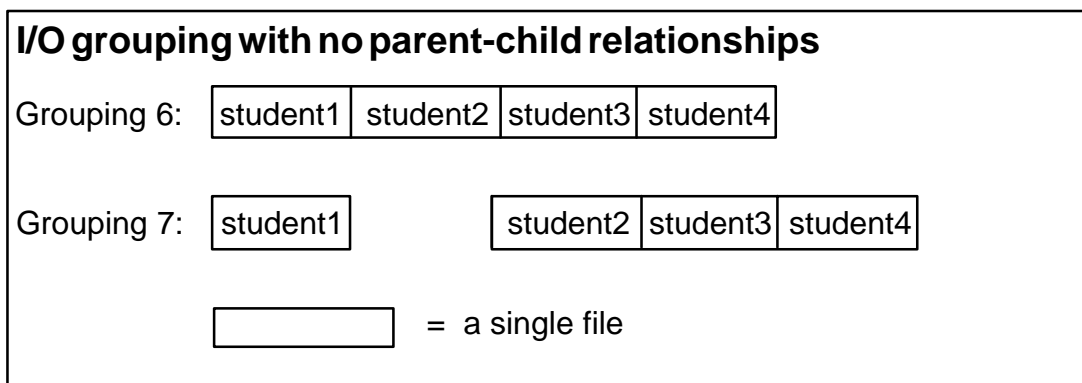 I/O grouping with no parent-child relationships
Grouping 6: student1 student2 student3 student4
Grouping 7: student1 student2 student3 student4
= a single file